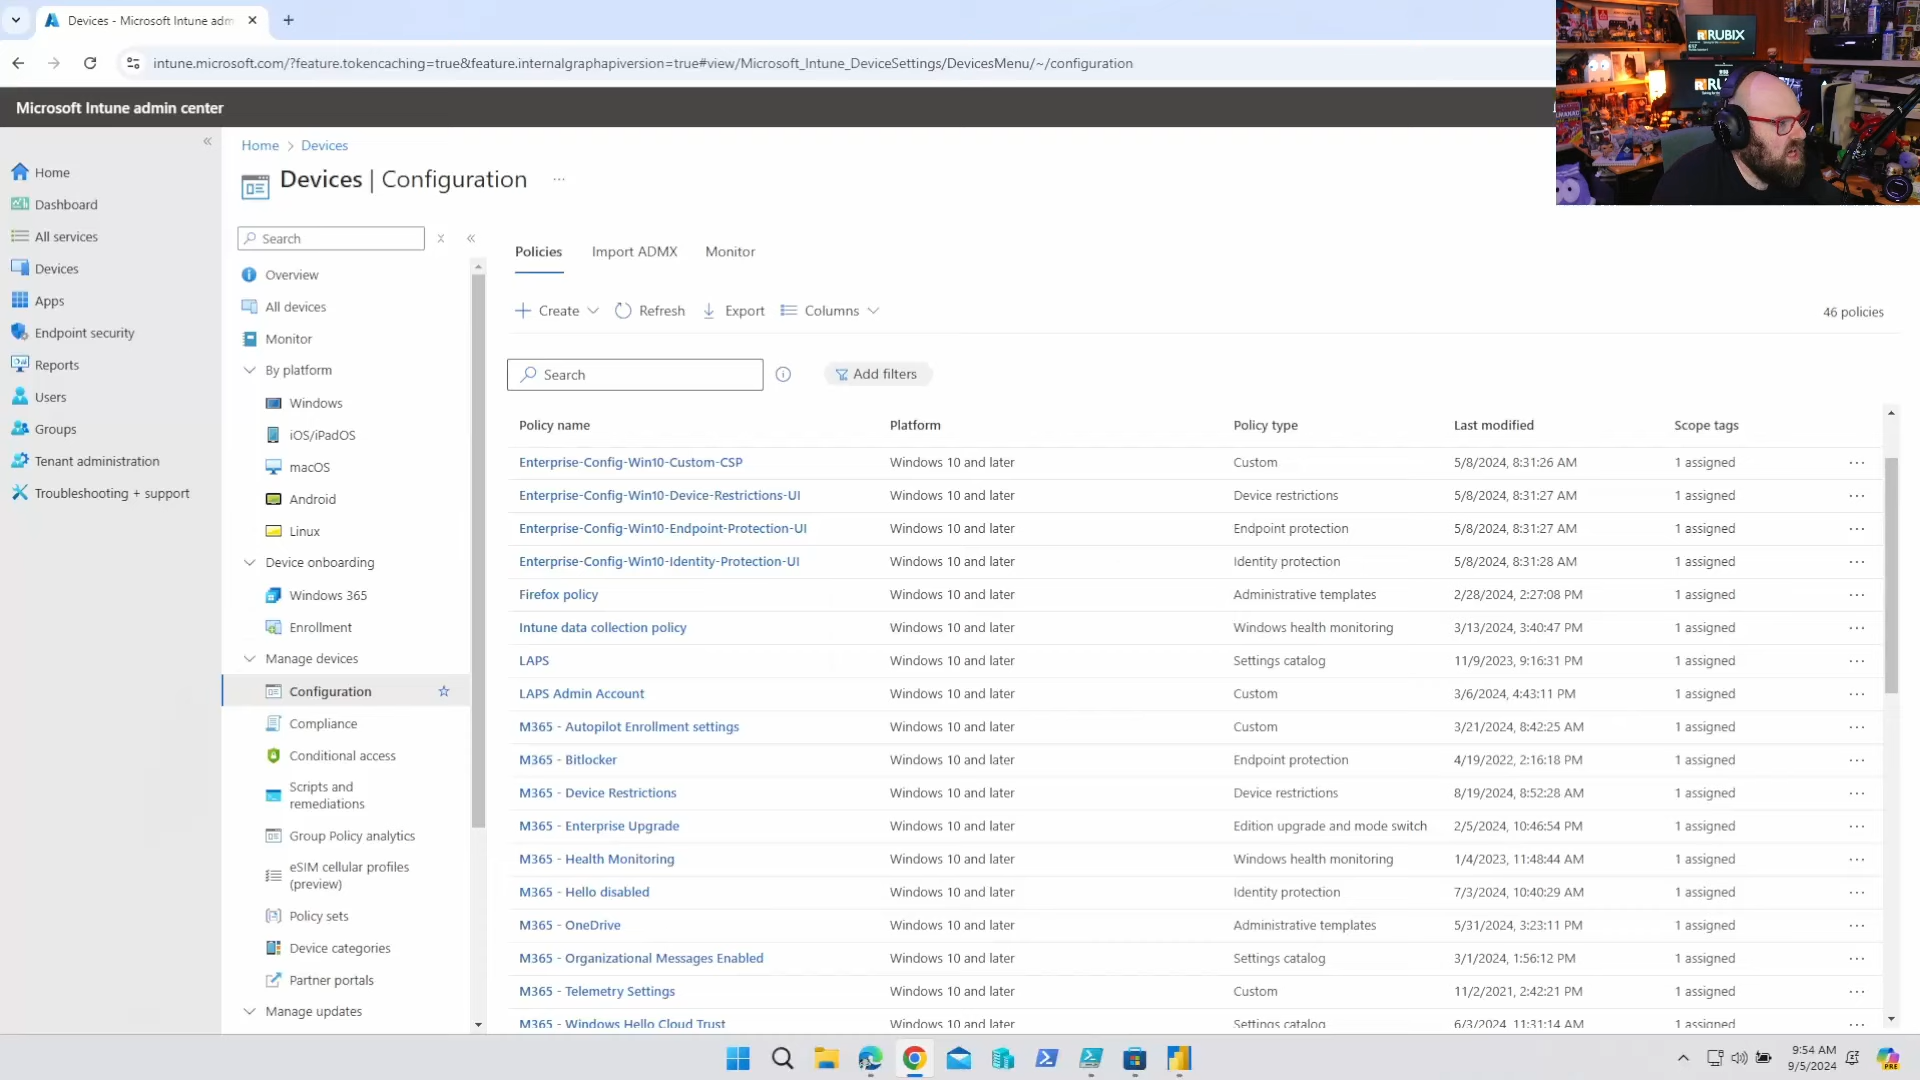 Devices - Microsoft Intune adm
intune.microsoft.com/?feature.tokencaching=true&feature.internalgraphapiversion=true#view/Microsoft_Intune_DeviceSettings/DevicesMenu/~/configuration
RUBIX
Microsoft Intune admin center
Home
Dashboard
All services
Devices
Apps
Endpoint security
Reports
Users
Groups
Tenant administration
Troubleshooting + support
Home > Devices
Devices | Configuration
Search
Overview
All devices
Monitor
By platform
Windows
iOS/iPadOS
macOS
Android
Linux
Device onboarding
Windows 365
Enrollment
Manage devices
Configuration
Compliance
Conditional access
Scripts and
remediations
Group Policy analytics
eSIM cellular profiles
(preview)
Policy sets
Device categories
Partner portals
Manage updates
Policies Import ADMX Monitor
Create Refresh Export Columns 46 policies
Search Add filters
Policy name Platform Policy type Last modified Scope tags
Enterprise-Config-Win10-Custom-CSP Windows 10 and later Custom 5/8/2024, 8:31:26 AM 1 assigned
Enterprise-Config-Win10-Device-Restrictions-UI Windows 10 and later Device restrictions 5/8/2024, 8:31:27 AM 1 assigned
Enterprise-Config-Win10-Endpoint-Protection-UI Windows 10 and later Endpoint protection 5/8/2024, 8:31:27 AM 1 assigned
Enterprise-Config-Win10-Identity-Protection-UI Windows 10 and later Identity protection 5/8/2024, 8:31:28 AM 1 assigned
Firefox policy Windows 10 and later Administrative templates 2/28/2024, 2:27:08 PM 1 assigned
Intune data collection policy Windows 10 and later Windows health monitoring 3/13/2024, 3:40:47 PM 1 assigned
LAPS Windows 10 and later Settings catalog 11/9/2023, 9:16:31 PM 1 assigned
LAPS Admin Account Windows 10 and later Custom 3/6/2024, 4:43:11 PM 1 assigned
M365 - Autopilot Enrollment settings Windows 10 and later Custom 3/21/2024, 8:42:25 AM 1 assigned
M365 - Bitlocker Windows 10 and later Endpoint protection 4/19/2022, 2:16:18 PM 1 assigned
M365 - Device Restrictions Windows 10 and later Device restrictions 8/19/2024, 8:52:28 AM 1 assigned
M365 - Enterprise Upgrade Windows 10 and later Edition upgrade and mode switch 2/5/2024, 10:46:54 PM 1 assigned
M365 - Health Monitoring Windows 10 and later Windows health monitoring 1/4/2023, 11:48:44 AM 1 assigned
M365 - Hello disabled Windows 10 and later Identity protection 7/3/2024, 10:40:29 AM 1 assigned
M365 - OneDrive Windows 10 and later Administrative templates 5/31/2024, 3:23:11 PM 1 assigned
M365 - Organizational Messages Enabled Windows 10 and later Settings catalog 3/1/2024, 1:56:12 PM 1 assigned
M365 - Telemetry Settings Windows 10 and later Custom 11/2/2021, 2:42:21 PM 1 assigned
M365 - Windows Hello Cloud Trust Windows 10 and later Settings catalog 6/3/2024, 11:31:14 AM 1 assigned
9:54 AM
9/5/2024